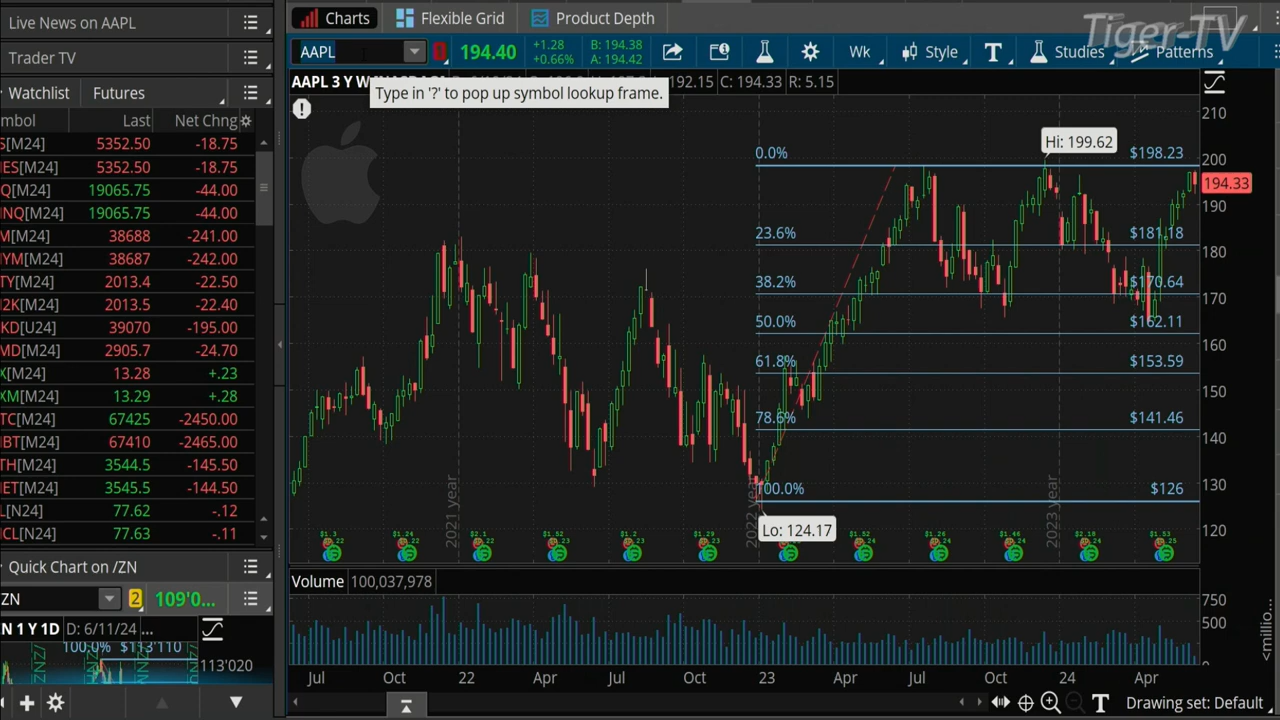 Live News on AAPL
Trader TV
Watchlist
Futures
mbol Last Net Chng
S[M24] 5352.50 -18.75
ES[M24] 5352.50 -18.75
Q[M24] 19065.75 -44.00
NQ[M24] 19065.75 -44.00
M[M24] 38688 -241.00
YM[M24] 38687 -242.00
TY[M24] 2013.4 -22.50
2K[M24] 2013.5 -22.40
KD[U24] 39070 -195.00
MD[M24] 2905.7 -24.70
X[M24] 13.28 +.23
XM[M24] 13.29 +.28
TC[M24] 67425 -2450.00
BT[M24] 67410 -2465.00
TH[M24] 3544.5 -145.50
ET[M24] 3545.5 -144.50
L[N24] 77.62 -.12
CL[N24] 77.63 -.11
Quick Chart on /ZN
ZN 2 109'0...
N 1 Y 1D D: 6/11/24 ...
100.0% $113'110
113'020
Charts Flexible Grid Product Depth
Tiger-TV
AAPL 194.40 +1.28 +0.66% B: 194.38 A: 194.42
Wk Style T Studies Patterns
AAPL 3 Y W
192.15 C: 194.33 R: 5.15
Type in '?' to pop up symbol lookup frame.
Hi: 199.62
Lo: 124.17
0.0% $198.23
23.6% $181.18
38.2% $170.64
50.0% $162.11
61.8% $153.59
78.6% $141.46
100.0% $126
210
200
194.33
190
180
170
160
150
140
130
120
2021 year
2022 year
2023 year
Volume 100,037,978
750
500
0
<millio...
Jul Oct 22 Apr Jul Oct 23 Apr Jul Oct 24 Apr
T Drawing set: Default